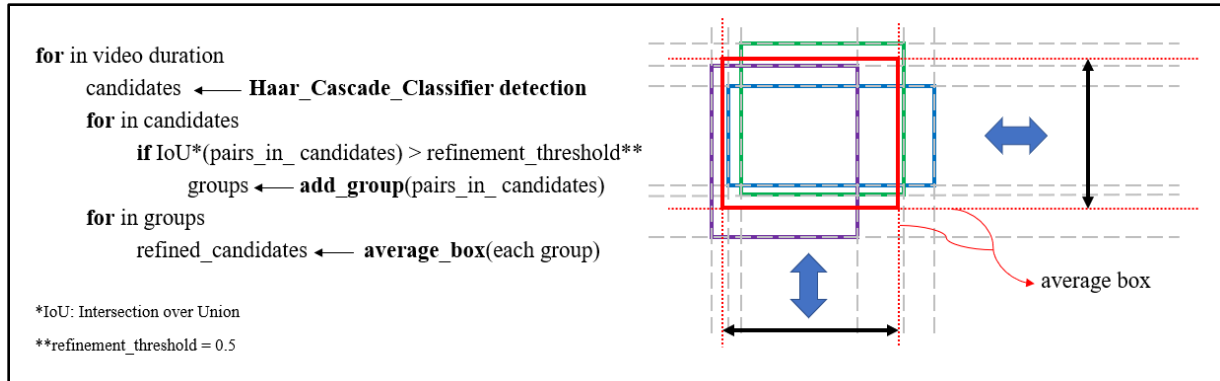 for in video duration
candidates ⟵ Haar_Cascade_Classifier detection
for in candidates
if IoU*(pairs_in_ candidates) > refinement_threshold**
groups ⟵ add_group(pairs_in_ candidates)
for in groups
refined_candidates ⟵ average_box(each group)
*IoU: Intersection over Union
**refinement_threshold = 0.5
average box